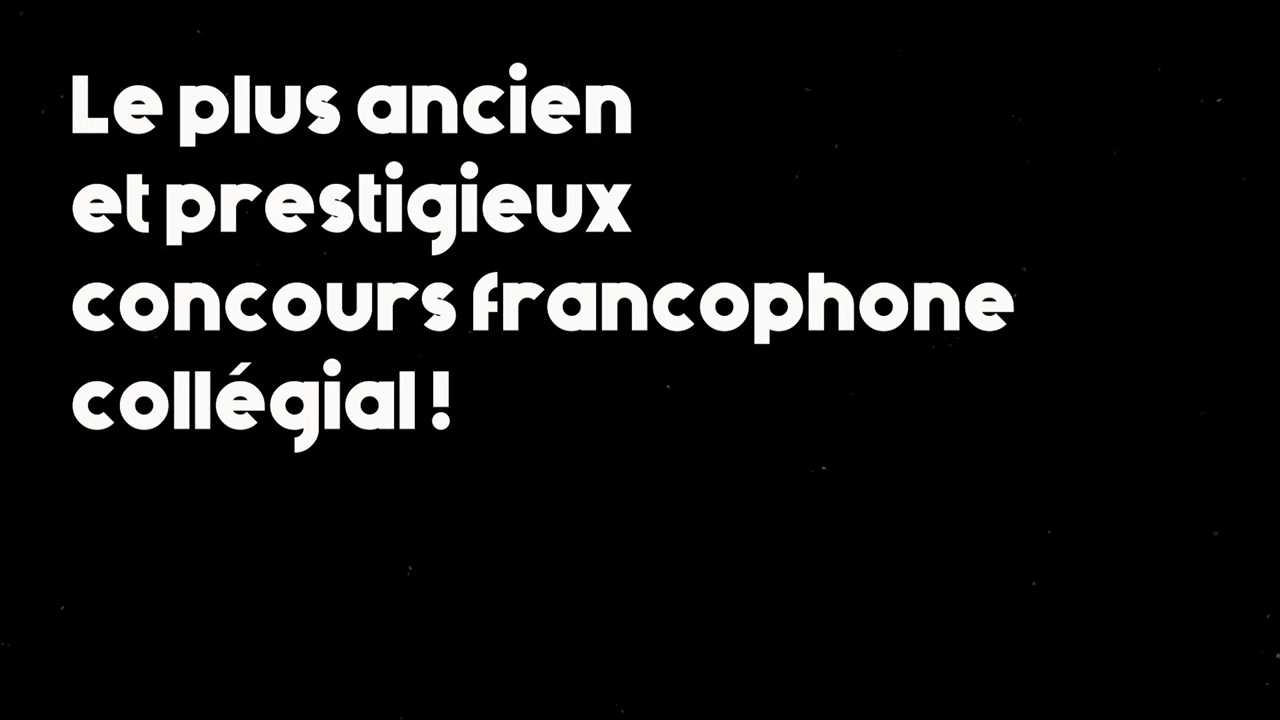 Le plus ancien
et prestigieux
concours francophone
collégial !